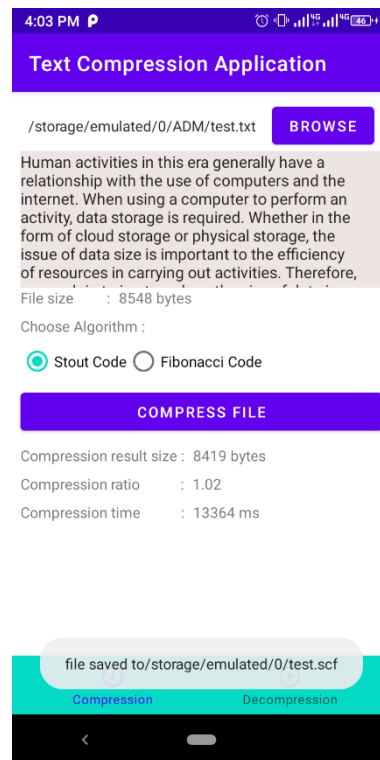 4:03 PM
4G 4G 46
Text Compression Application
/storage/emulated/0/ADM/test.txt BROWSE
Human activities in this era generally have a
relationship with the use of computers and the
internet. When using a computer to perform an
activity, data storage is required. Whether in the
form of cloud storage or physical storage, the
issue of data size is important to the efficiency
of resources in carrying out activities. Therefore,
File size : 8548 bytes
Choose Algorithm :
Stout Code Fibonacci Code
COMPRESS FILE
Compression result size : 8419 bytes
Compression ratio : 1.02
Compression time : 13364 ms
file saved to/storage/emulated/0/test.scf
Compression Decompression